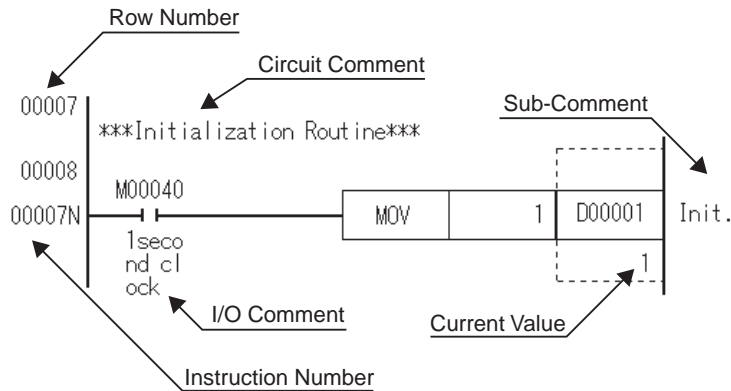 Row Number
Circuit Comment
00007
Sub-Comment
***Initialization Routine***
00008
M00040
00007N
MOV
1
D00001
Init.
1seco
nd cl
ock
1
I/O Comment
Current Value
Instruction Number